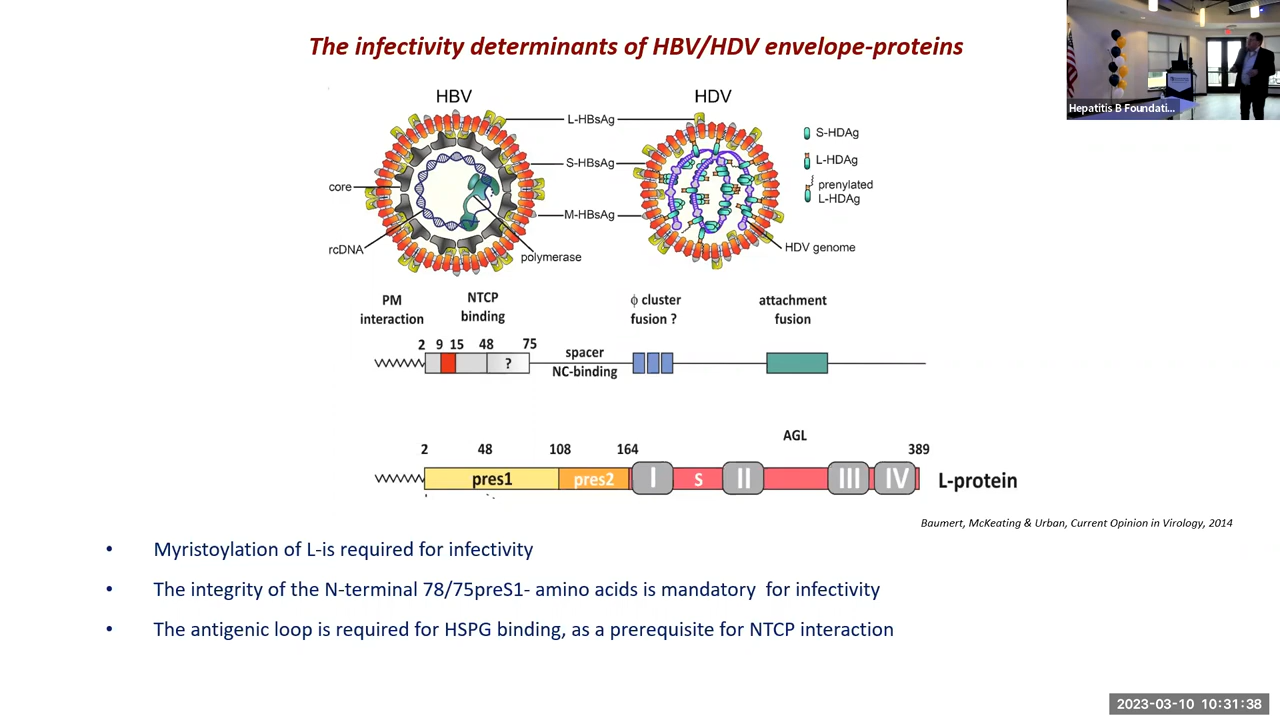 The infectivity determinants of HBV/HDV envelope-proteins
Hepatitis B Foundati...
HBV
HDV
L-HBsAg
S-HBsAg
M-HBsAg
core
rcDNA
polymerase
HDV genome
S-HDAg
L-HDAg
prenylated
L-HDAg
PM
interaction
NTCP
binding
ϕ cluster
fusion ?
attachment
fusion
2 9 15 48 75
?
spacer
NC-binding
AGL
2 48 108 164 389
pres1 pres2 I S II III IV L-protein
Baumert, McKeating & Urban, Current Opinion in Virology, 2014
• Myristoylation of L-is required for infectivity
• The integrity of the N-terminal 78/75preS1- amino acids is mandatory for infectivity
• The antigenic loop is required for HSPG binding, as a prerequisite for NTCP interaction
2023-03-10 10:31:38